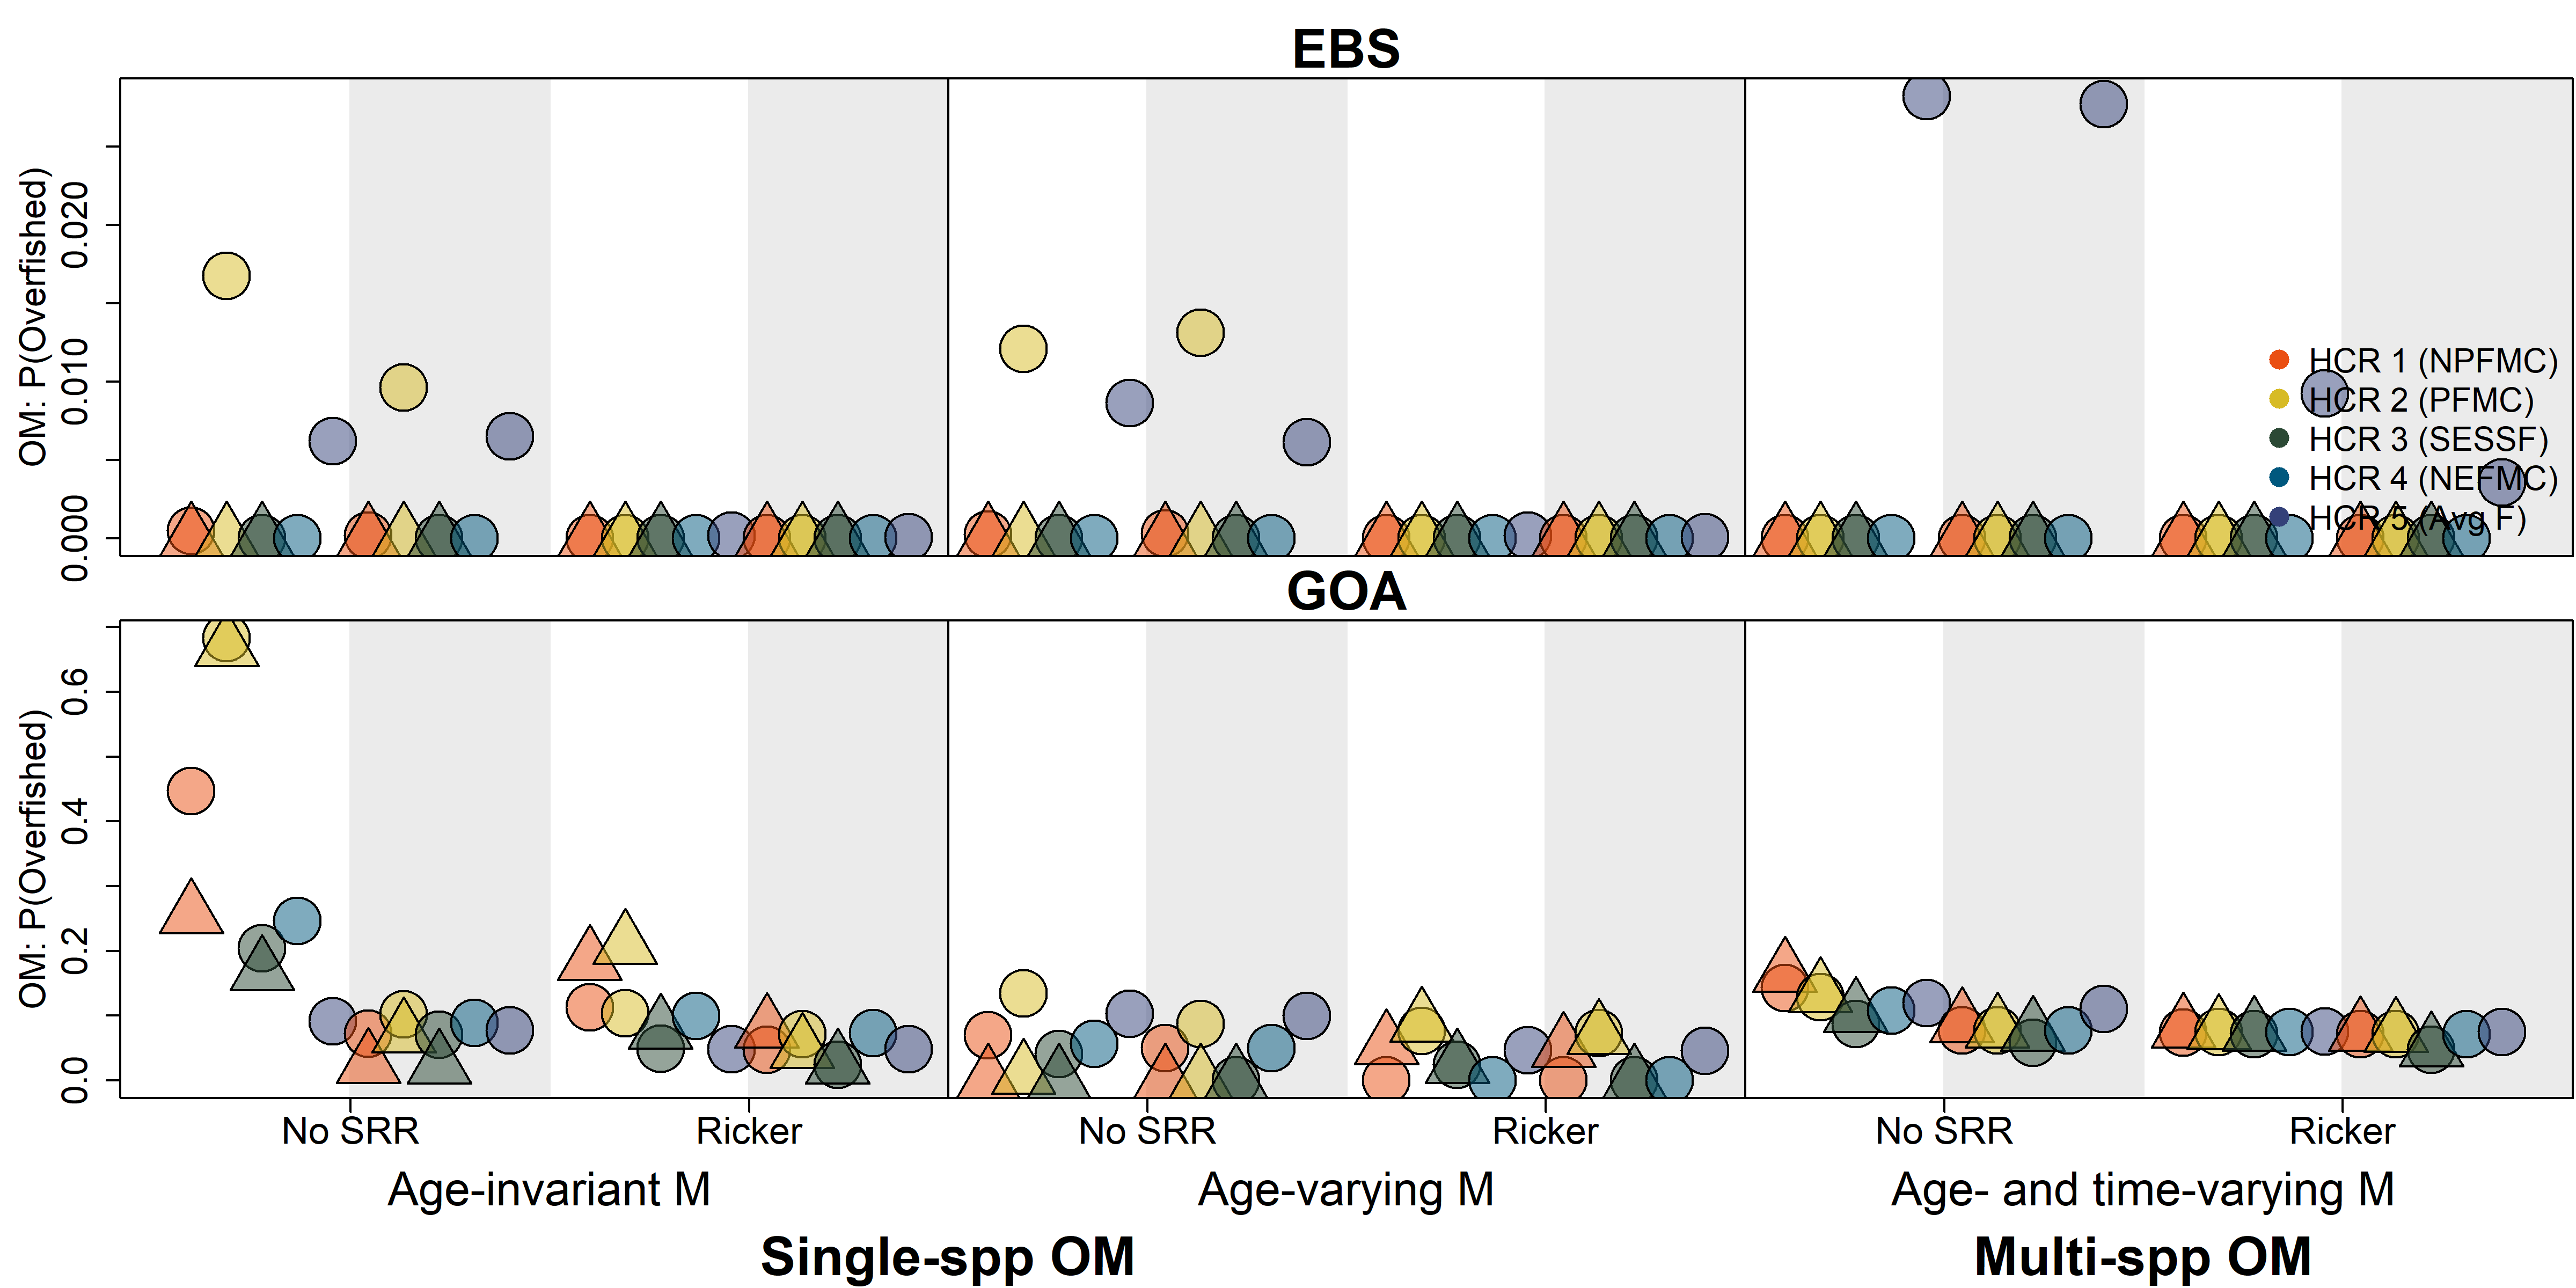 EBS
OM: P(Overfished)
0.020
0.010
0.000
HCR 1 (NPFMC)
HCR 2 (PFMC)
HCR 3 (SESSF)
HCR 4 (NEFMC)
HCR 5 (Avg F)
GOA
OM: P(Overfished)
0.6
0.4
0.2
0.0
No SRR Ricker No SRR Ricker No SRR Ricker
Age-invariant M Age-varying M Age- and time-varying M
Single-spp OM Multi-spp OM